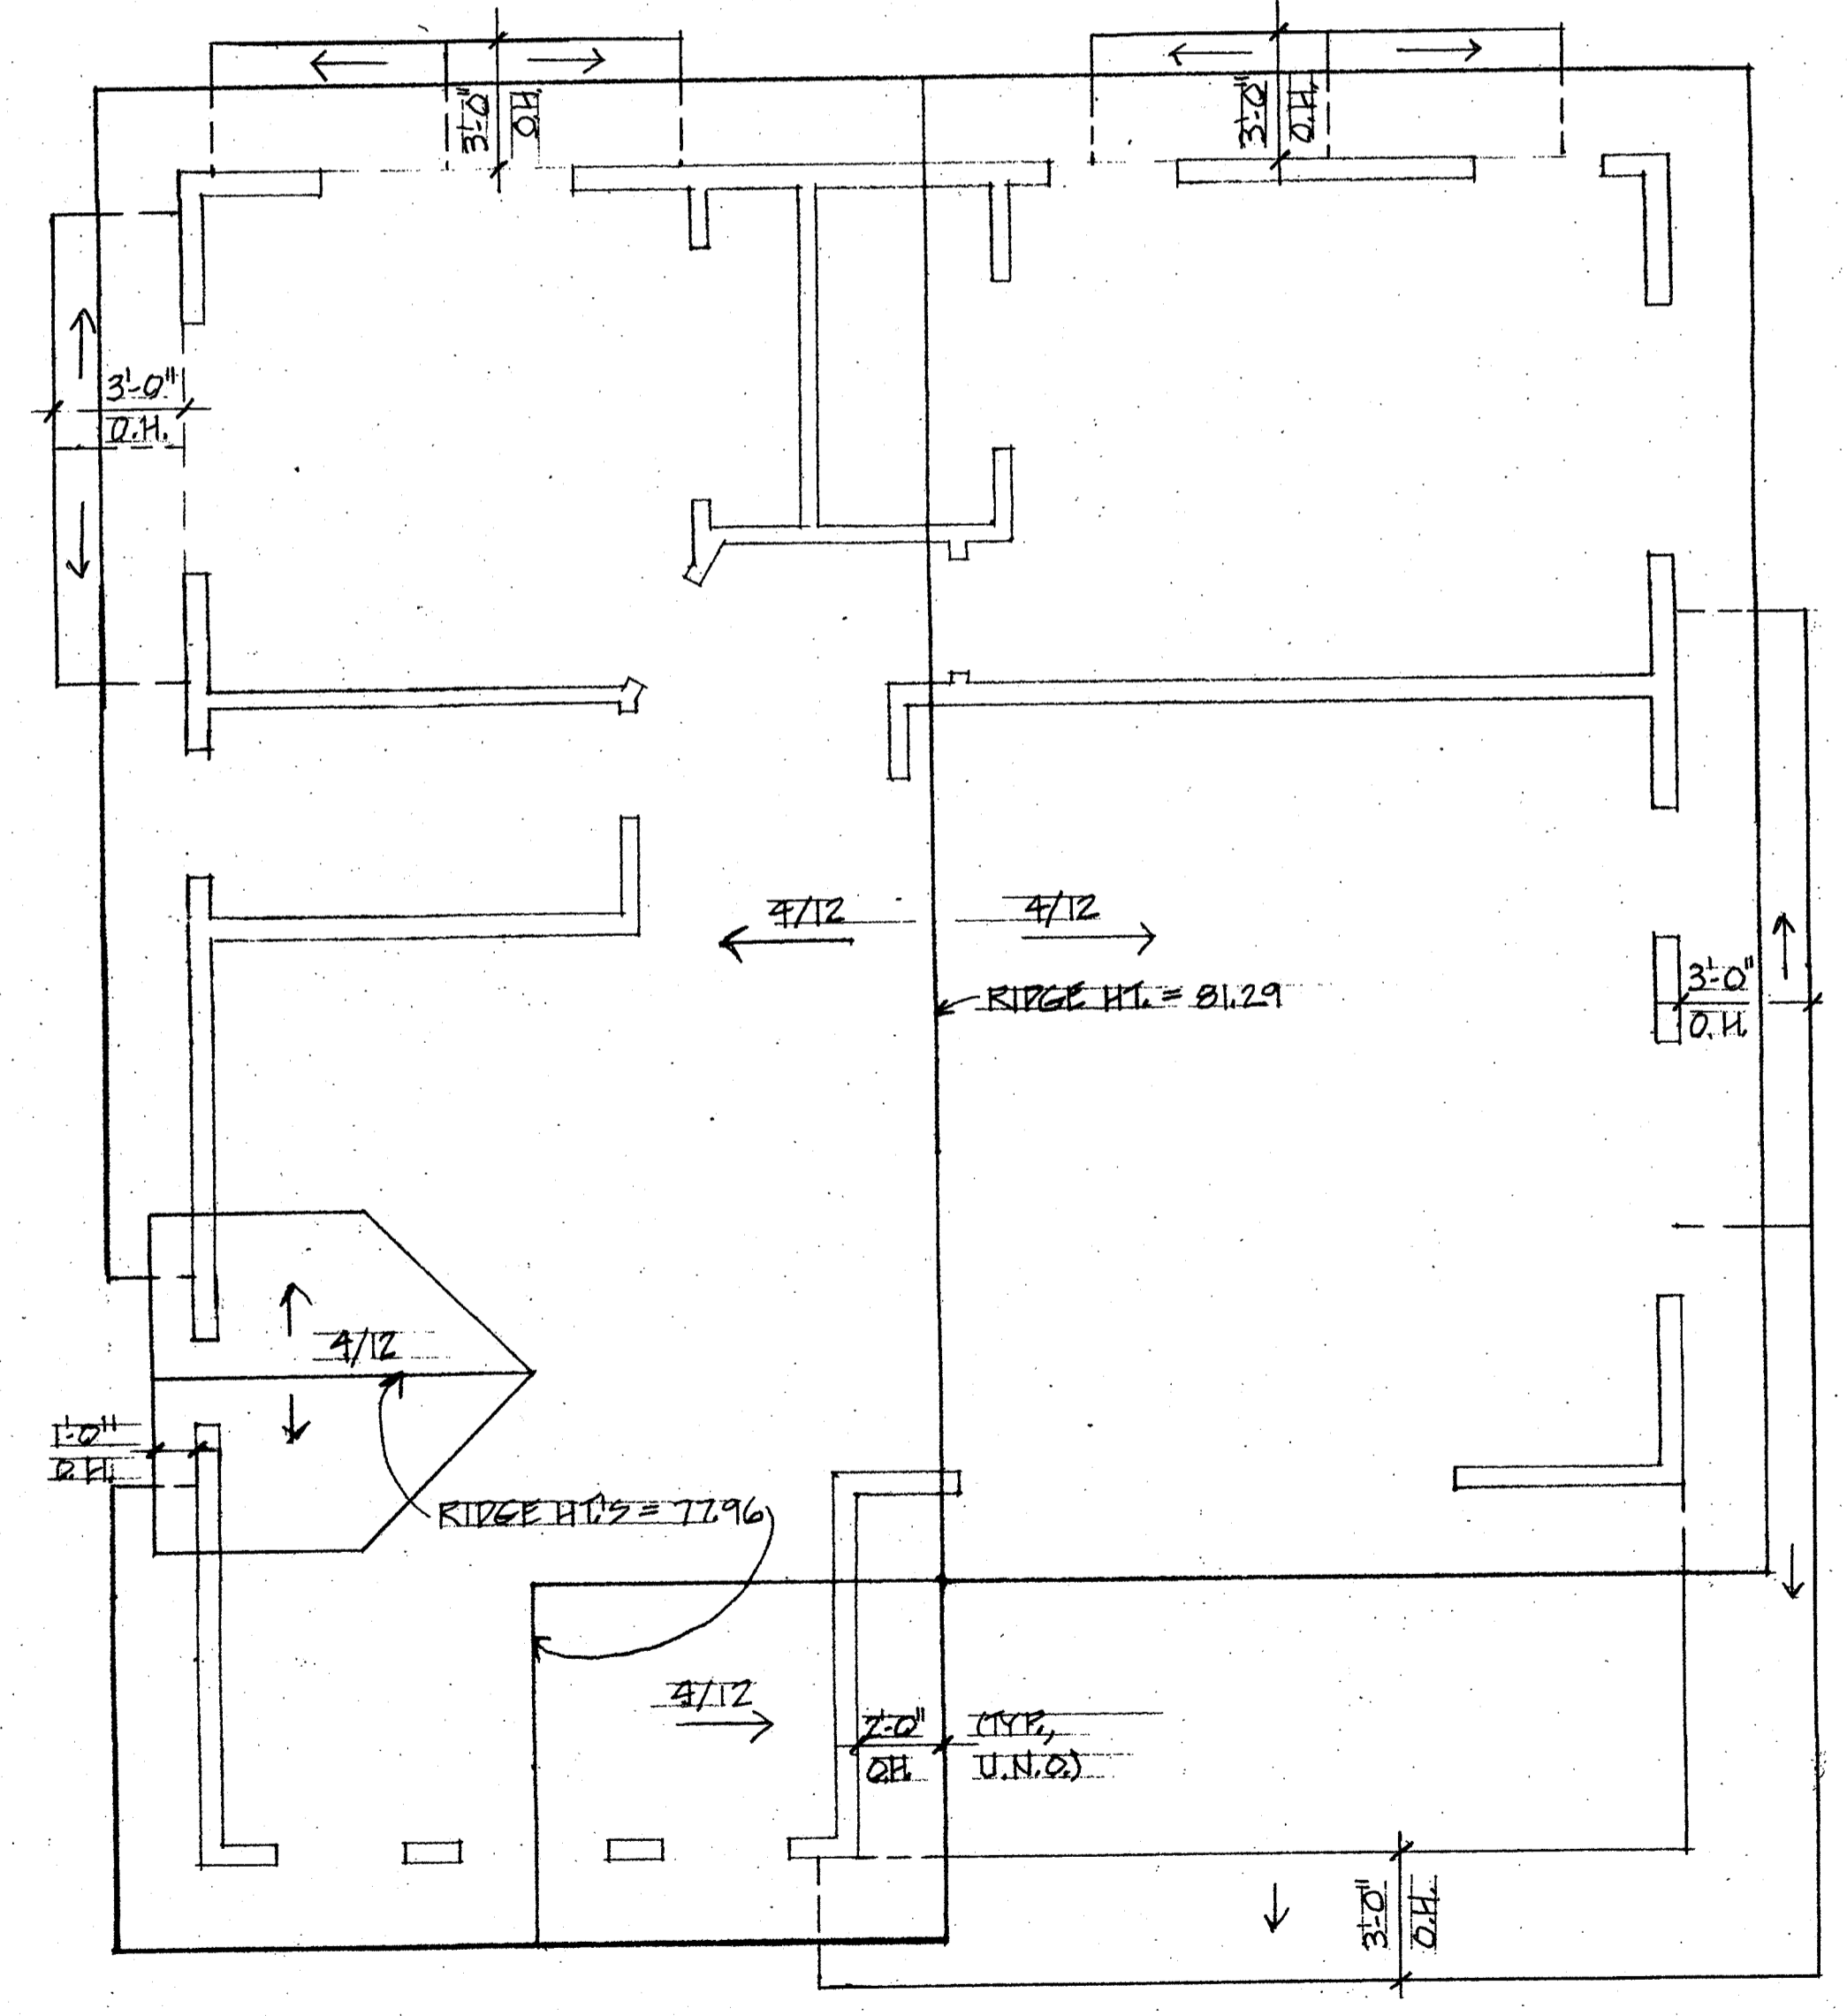 3'-0"
O.H.
3'-0"
O.H.
3'-0"
O.H.
4/12
4/12
RIDGE HT. = 81.29
3'-0"
O.H.
4/12
1'-0"
O.H.
RIDGE HT.'S = 77.96
4/12
2'-0"
O.H.
(TYP.,
U.N.O.)
3'-0"
O.H.